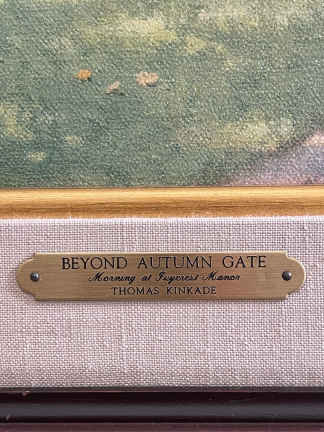 BEYOND AUTUMN GATE
Morning at Ivycrest Manor
THOMAS KINKADE